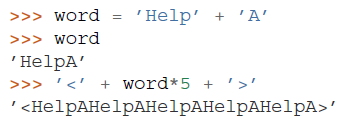 >>> word = ’Help’ + ’A’
>>> word
’HelpA’
>>> ’<’ + word*5 + ’>’
’<HelpAHelpAHelpAHelpAHelpA>’